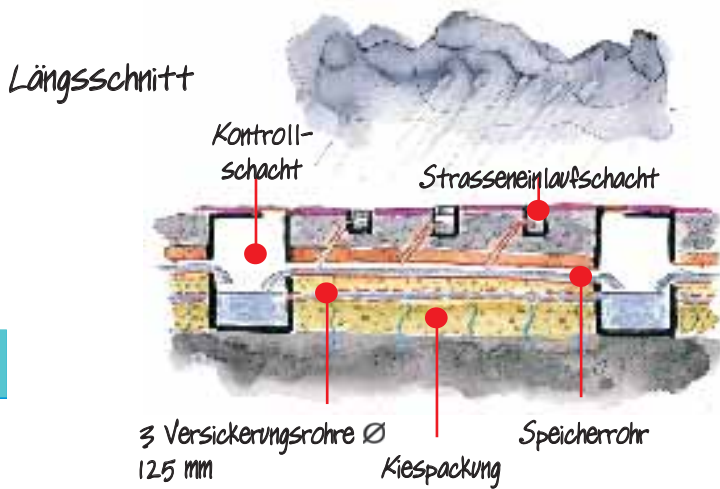 Längsschnitt
Kontroll-
schacht
Strasseneinlaufschacht
3 Versickerungsrohre Ø
125 mm
Kiespackung
Speicherrohr